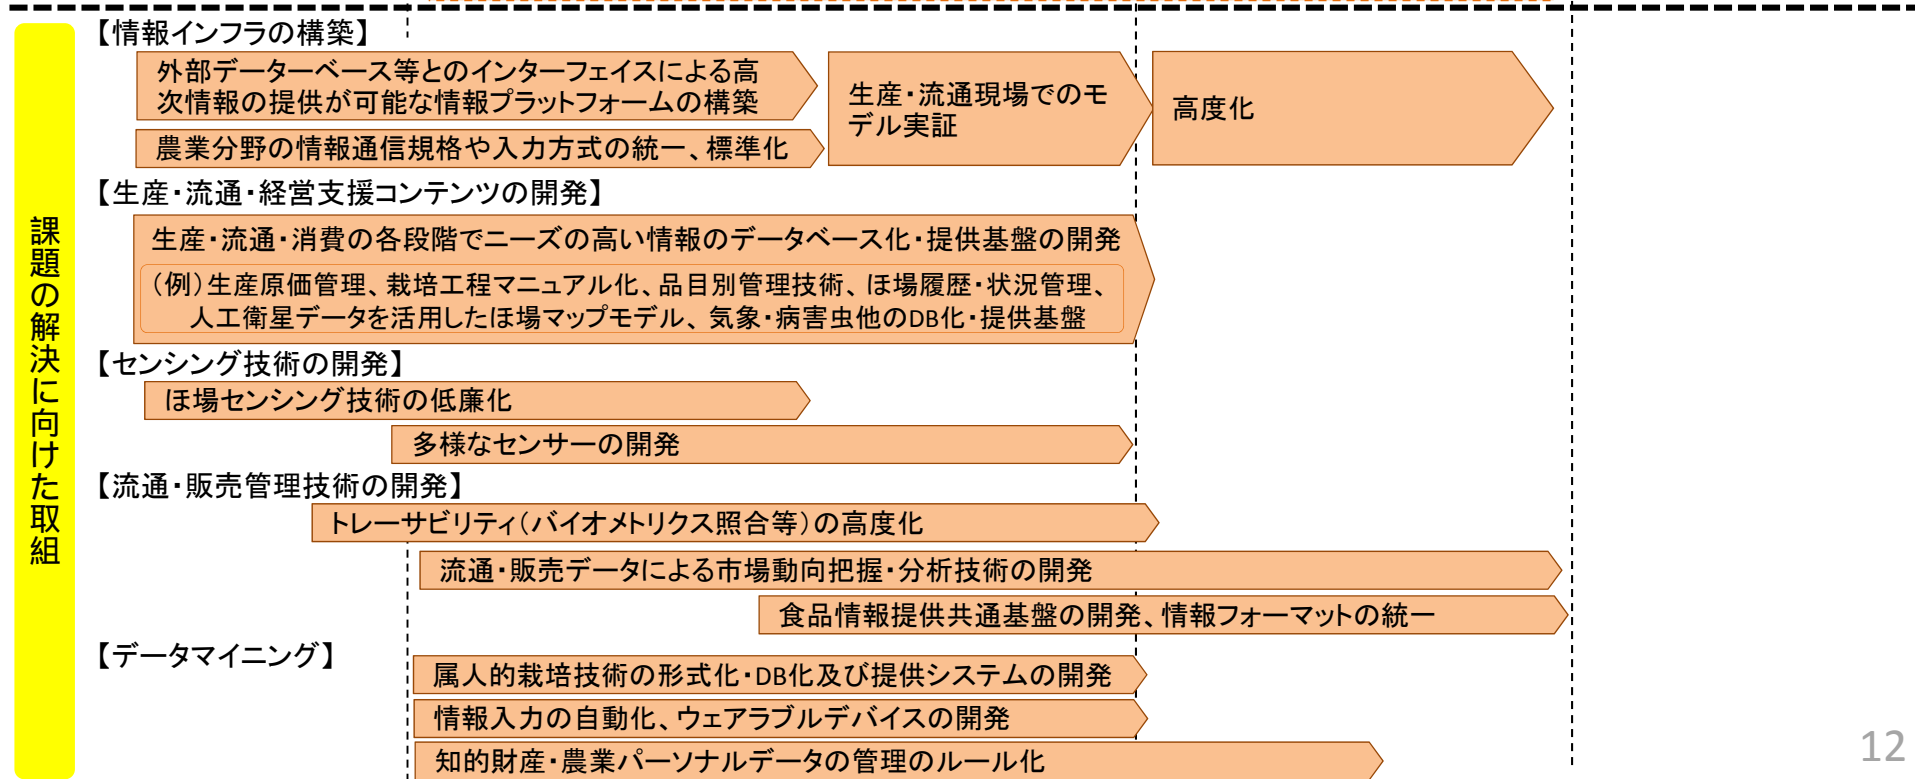 課題の解決に向けた取組
【情報インフラの構築】
外部データーベース等とのインターフェイスによる高
次情報の提供が可能な情報プラットフォームの構築
農業分野の情報通信規格や入力方式の統一、標準化
生産・流通現場でのモ
デル実証
高度化
【生産・流通・経営支援コンテンツの開発】
生産・流通・消費の各段階でニーズの高い情報のデータベース化・提供基盤の開発
（例）生産原価管理、栽培工程マニュアル化、品目別管理技術、ほ場履歴・状況管理、
人工衛星データを活用したほ場マップモデル、気象・病害虫他のDB化・提供基盤
【センシング技術の開発】
ほ場センシング技術の低廉化
多様なセンサーの開発
【流通・販売管理技術の開発】
トレーサビリティ（バイオメトリクス照合等）の高度化
流通・販売データによる市場動向把握・分析技術の開発
食品情報提供共通基盤の開発、情報フォーマットの統一
【データマイニング】
属人的栽培技術の形式化・DB化及び提供システムの開発
情報入力の自動化、ウェアラブルデバイスの開発
知的財産・農業パーソナルデータの管理のルール化
12